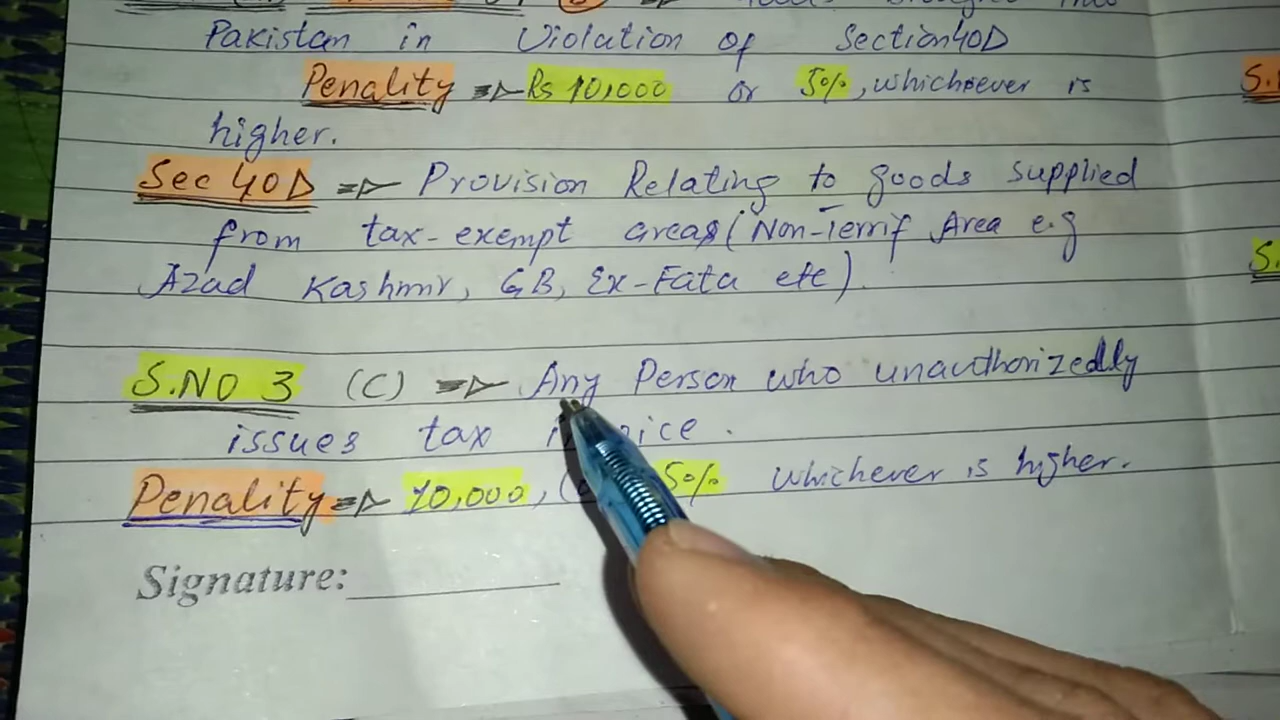 Pakistan in Violation of Section40D
Penality => Rs 10,000 or 5%, whichoever is
higher.
Sec 40D => Provision Relating to goods supplied
from tax-exempt areas (Non-Terrif Area e.g
Azad Kashmir, GB, Ex-Fata etc).
S.NO 3 (C) => Any Person who unauthorizedly
issues tax
Penality => 10,000, 5% whichever is higher.
Signature: